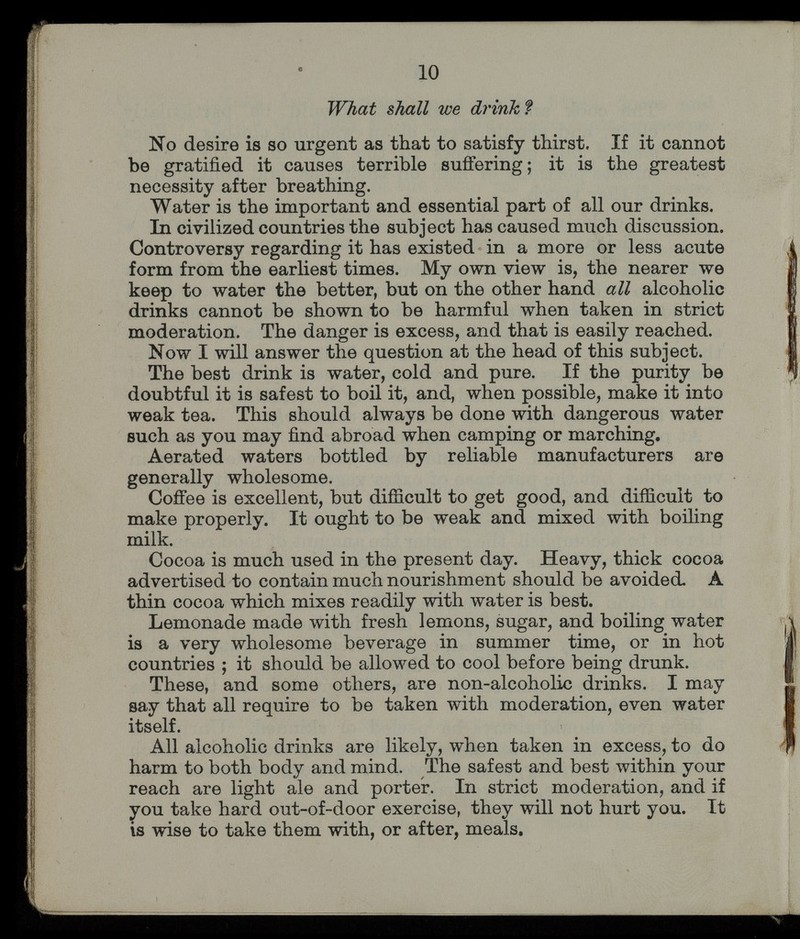 10
What shall we drink?
No desire is so urgent as that to satisfy thirst. If it cannot
be gratified it causes terrible suffering; it is the greatest
necessity after breathing.
Water is the important and essential part of all our drinks.
In civilized countries the subject has caused much discussion.
Controversy regarding it has existed in a more or less acute
form from the earliest times. My own view is, the nearer we
keep to water the better, but on the other hand all alcoholic
drinks cannot be shown to be harmful when taken in strict
moderation. The danger is excess, and that is easily reached.
Now I will answer the question at the head of this subject.
The best drink is water, cold and pure. If the purity be
doubtful it is safest to boil it, and, when possible, make it into
weak tea. This should always be done with dangerous water
such as you may find abroad when camping or marching.
Aerated waters bottled by reliable manufacturers are
generally wholesome.
Coffee is excellent, but difficult to get good, and difficult to
make properly. It ought to be weak and mixed with boiling
milk.
Cocoa is much used in the present day. Heavy, thick cocoa
advertised to contain much nourishment should be avoided. A
thin cocoa which mixes readily with water is best.
Lemonade made with fresh lemons, sugar, and boiling water
is a very wholesome beverage in summer time, or in hot
countries ; it should be allowed to cool before being drunk.
These, and some others, are non-alcoholic drinks. I may
say that all require to be taken with moderation, even water
itself.
All alcoholic drinks are likely, when taken in excess, to do
harm to both body and mind. The safest and best within your
reach are light ale and porter. In strict moderation, and if
you take hard out-of-door exercise, they will not hurt you. It
is wise to take them with, or after, meals.